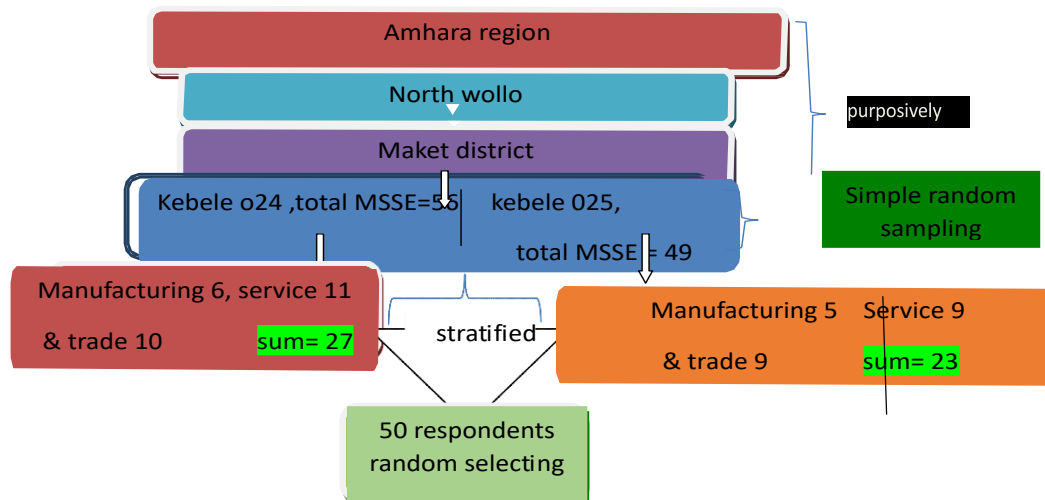 Amhara region
North wollo
purposively
Maket district
Kebele o24 ,total MSSE=56
kebele 025,
total MSSE = 49
Simple random
sampling
Manufacturing 6, service 11
& trade 10 sum= 27
stratified
Manufacturing 5 Service 9
& trade 9 sum= 23
50 respondents
random selecting